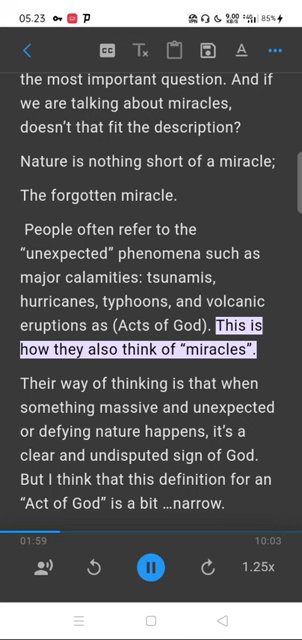 05.23
9.00 KB/S
85%
the most important question. And if
we are talking about miracles,
doesn’t that fit the description?
Nature is nothing short of a miracle;
The forgotten miracle.
People often refer to the
“unexpected” phenomena such as
major calamities: tsunamis,
hurricanes, typhoons, and volcanic
eruptions as (Acts of God). This is
how they also think of “miracles”.
Their way of thinking is that when
something massive and unexpected
or defying nature happens, it’s a
clear and undisputed sign of God.
But I think that this definition for an
“Act of God” is a bit …narrow.
01:59
10:03
1.25x